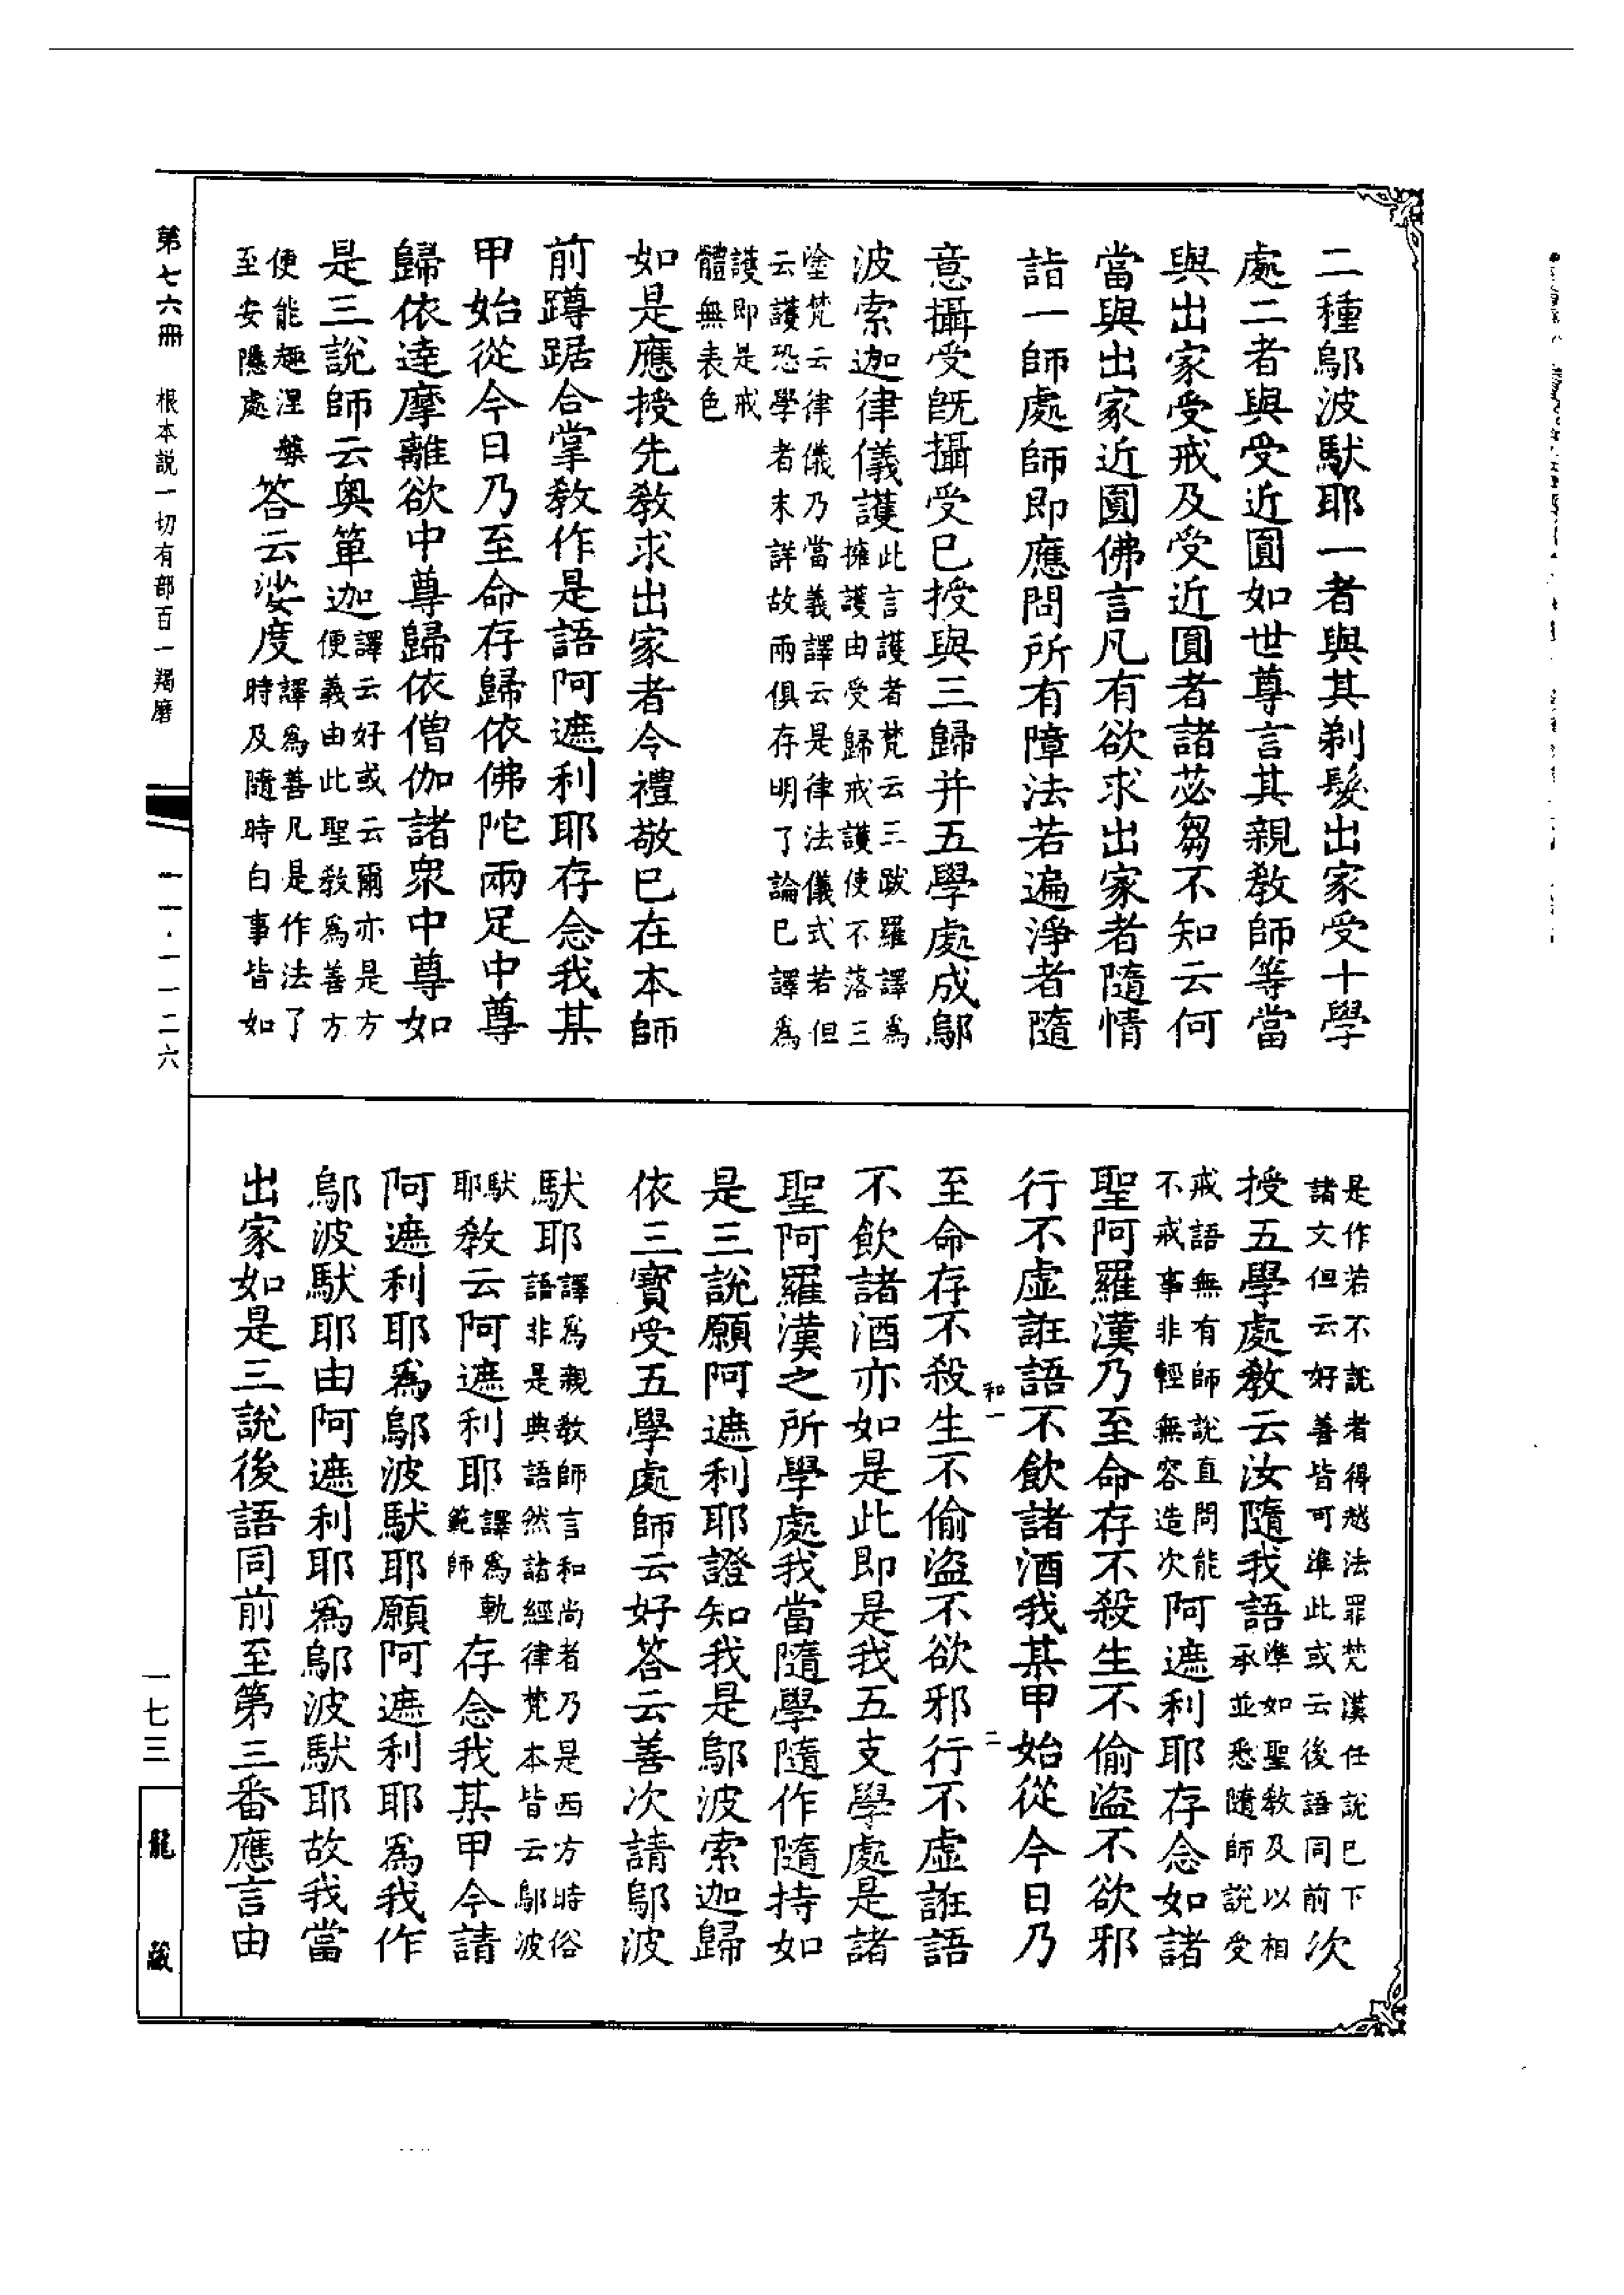 二種鄔波馱耶一者與其剃髮出家受十學
處二者與受近圓如世尊言其親教師等當
與出家受戒及受近圓者諸苾芻不知云何
當與出家近圓佛言凡有欲求出家者隨情
詣一師處師即應問所有障法若遍淨者隨
意攝受既攝受已授與三歸并五學處成鄔
波索迦律儀護此言護者梵云三跋羅譯為
擁護由受歸戒護使不落三
塗梵云律儀乃當義譯云是律法儀式若但
云護恐學者未詳故兩俱存明了論已譯為
護即是戒
體無表色
如是應授先教求出家者令禮敬已在本師
前蹲踞合掌教作是語阿遮利耶存念我某
甲始從今日乃至命存歸依佛陀兩足中尊
歸依達摩離欲中尊歸依僧伽諸眾中尊如
是三說師云奧箄迦譯云好或云爾亦是方
便義由此聖教為善方
便能趣涅槃
至安隱處
答云娑度譯為善凡是作法了
時及隨時白事皆如
是作若不說者得越法罪梵漢任說已下
諸文但云好善皆可準此或云後語同前次
授五學處教云汝隨我語準如聖教及以相
承並悉隨師說受
戒語無有師說直問能
不戒事非輕無容造次阿遮利耶存念如諸
聖阿羅漢乃至命存不殺生不偷盜不欲邪
行不虛誑語不飲諸酒我某甲始從今日乃
至命存不殺生不偷盜不欲邪行不虛誑語
不飲諸酒亦如是此即是我五支學處是諸
聖阿羅漢之所學處我當隨學隨作隨持如
是三說願阿遮利耶證知我是鄔波索迦歸
依三寶受五學處師云好答云善次請鄔波
馱耶譯為親教師言和尚者乃是西方時俗
語非是典語然諸經律梵本皆云鄔波
馱
耶教云阿遮利耶譯為軌
範師存念我某甲今請
阿遮利耶為鄔波馱耶願阿遮利耶為我作
鄔波馱耶由阿遮利耶為鄔波馱耶故我當
出家如是三說後語同前至第三番應言由
和一
二
第七六冊 根本說一切有部百一羯磨
一一·一一二六
一七三
龍藏